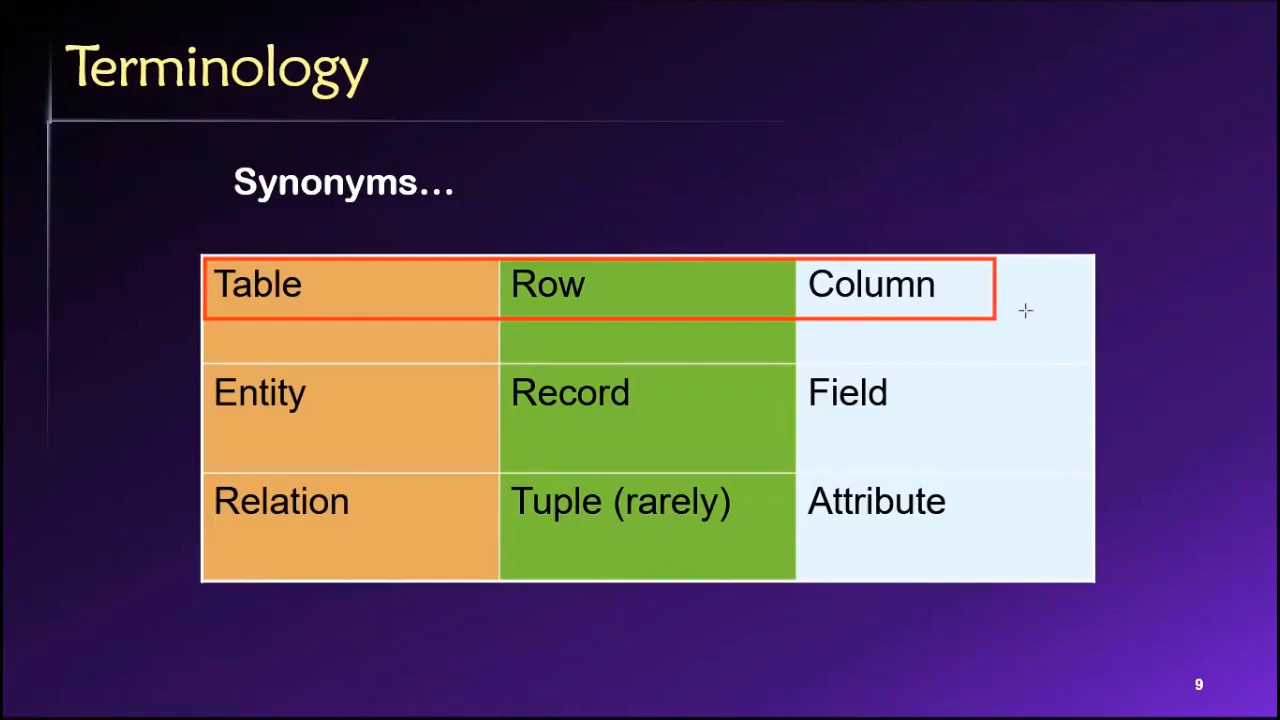 Terminology
Synonyms...
Table Row Column
Entity Record Field
Relation Tuple (rarely) Attribute
9